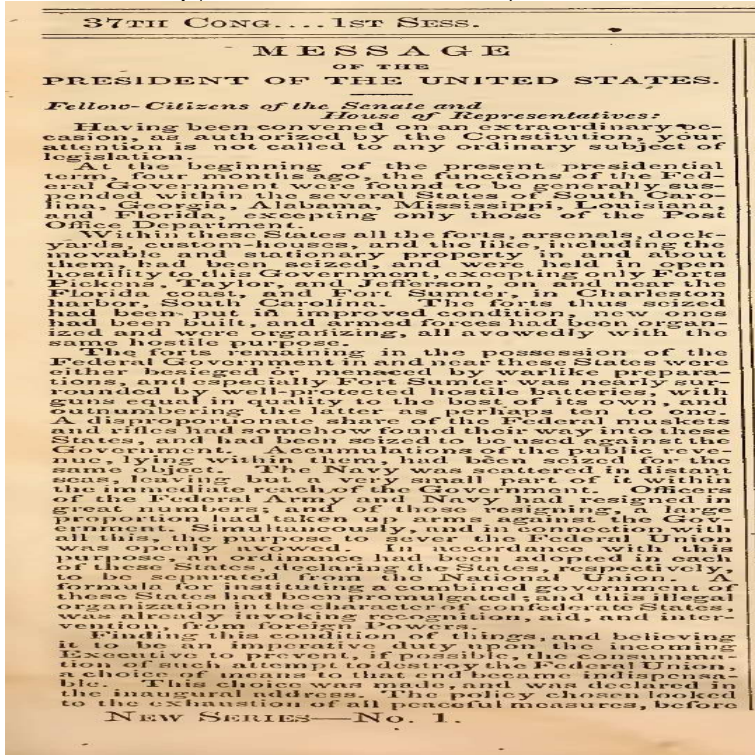 37TH CONG....1ST SESS.
MESSAGE
OF THE
PRESIDENT OF THE UNITED STATES.
Fellow-Citizens of the Senate and
House of Representatives:
Having been convened on an extraordinary oc-
casion, as authorized by the Constitution, your
attention is not called to any ordinary subject of
legislation.
At the beginning of the present presidential
term, four months ago, the functions of the Fed-
eral Government were found to be generally sus-
pended within the several States of South Caro-
lina, Georgia, Alabama, Mississippi, Louisiana,
and Florida, excepting only those of the Post
Office Department.
Within these States all the forts, arsenals, dock-
yards, custom-houses, and the like, including the
movable and stationary property in and about
them, had been seized, and were held in open
hostility to this Government, excepting only Forts
Pickens, Taylor, and Jefferson, on and near the
Florida coast, and Fort Sumter, in Charleston
harbor, South Carolina. The forts thus seized
had been put in improved condition, new ones
had been built, and armed forces had been organ-
ized and were organizing, all avowedly with the
same hostile purpose.
The forts remaining in the possession of the
Federal Government in and near these States were
either besieged or menaced by warlike prepara-
tions, and especially Fort Sumter was nearly sur-
rounded by well-protected hostile batteries, with
guns equal in quality to the best of its own, and
outnumbering the latter as perhaps ten to one.
A disproportionate share of the Federal muskets
and rifles had somehow found their way into these
States, and had been seized to be used against the
Government. Accumulations of the public reve-
nue, lying within them, had been seized for the
same object. The Navy was scattered in distant
seas, leaving but a very small part of it within
the immediate reach of the Government. Officers
of the Federal Army and Navy had resigned in
great numbers; and of those resigning, a large
proportion had taken up arms against the Gov-
ernment. Simultaneously, and in connection with
all this, the purpose to sever the Federal Union
was openly avowed. In accordance with this
purpose, an ordinance had been adopted in each
of these States, declaring the States, respectively,
to be separated from the National Union. A
formula for instituting a combined government of
these States had been promulgated; and this illegal
organization in the character of confederate States,
was already invoking recognition, aid, and inter-
vention, from foreign Powers.
Finding this condition of things, and believing
it to be an imperative duty upon the incoming
Executive to prevent, if possible, the consumma-
tion of such attempt to destroy the Federal Union,
a choice of means to that end became indispensa-
ble. This choice was made, and was declared in
the inaugural address. The policy chosen looked
to the exhaustion of all peaceful measures, before
NEW SERIES—No. 1.